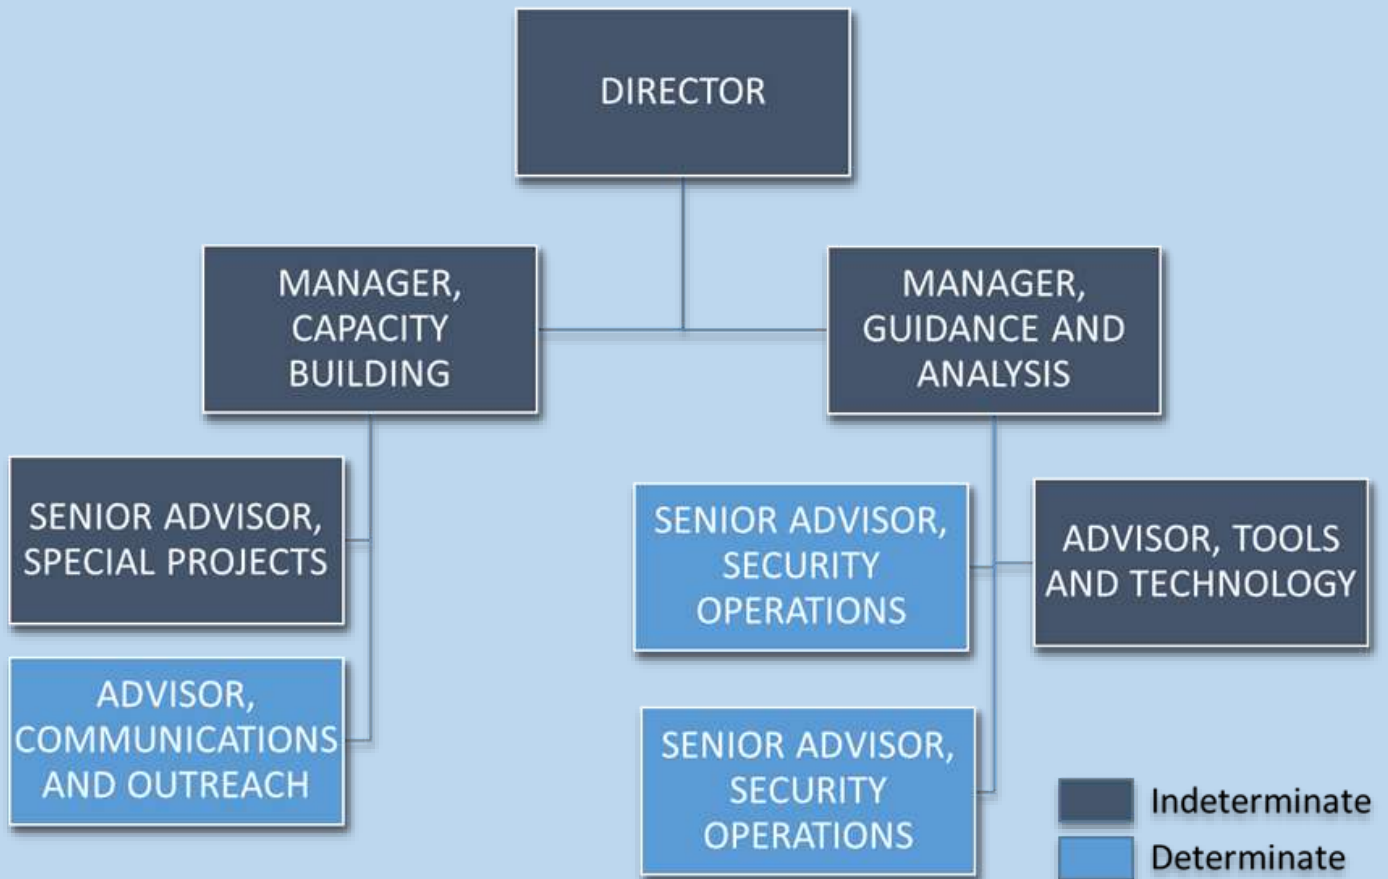 DIRECTOR
MANAGER,
CAPACITY
BUILDING
MANAGER,
GUIDANCE AND
ANALYSIS
SENIOR ADVISOR,
SPECIAL PROJECTS
ADVISOR,
COMMUNICATIONS
AND OUTREACH
SENIOR ADVISOR,
SECURITY
OPERATIONS
ADVISOR, TOOLS
AND TECHNOLOGY
SENIOR ADVISOR,
SECURITY
OPERATIONS
Indeterminate
Determinate